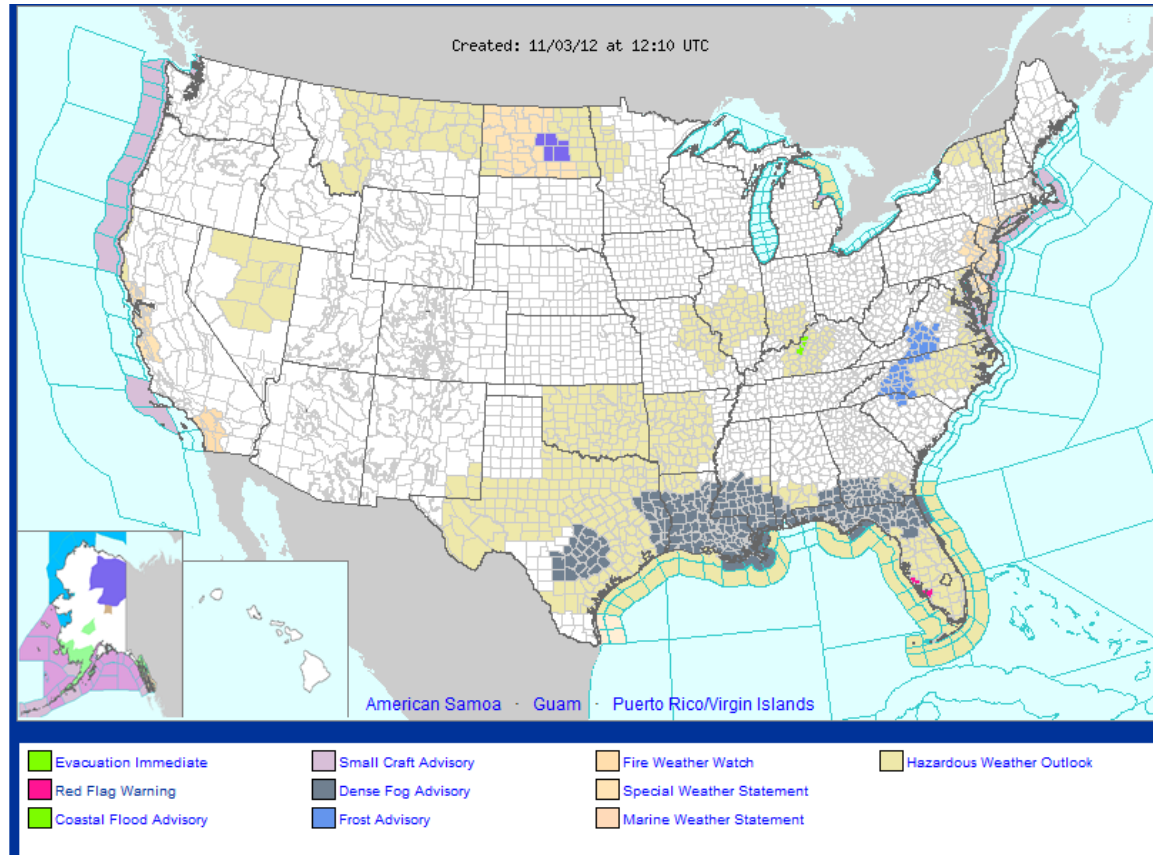 Created: 11/03/12 at 12:10 UTC
American Samoa · Guam · Puerto Rico/Virgin Islands
Evacuation Immediate
Red Flag Warning
Coastal Flood Advisory
Small Craft Advisory
Dense Fog Advisory
Frost Advisory
Fire Weather Watch
Special Weather Statement
Marine Weather Statement
Hazardous Weather Outlook